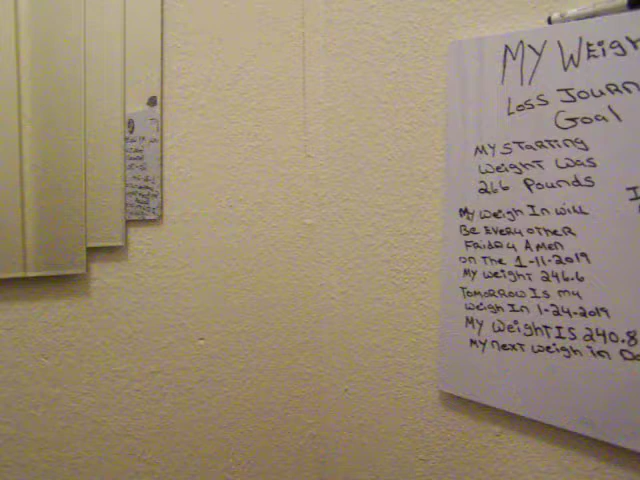 MY Weigh
Loss Journ
Goal
MY STarting
Weight Was
266 Pounds
My Weigh In will
Be Every other
Friday Amen
on The 1-11-2019
My Weight 246.6
Tomorrow Is my
weigh In 1-24-2019
My Weight IS 240.8
My next weigh in Da